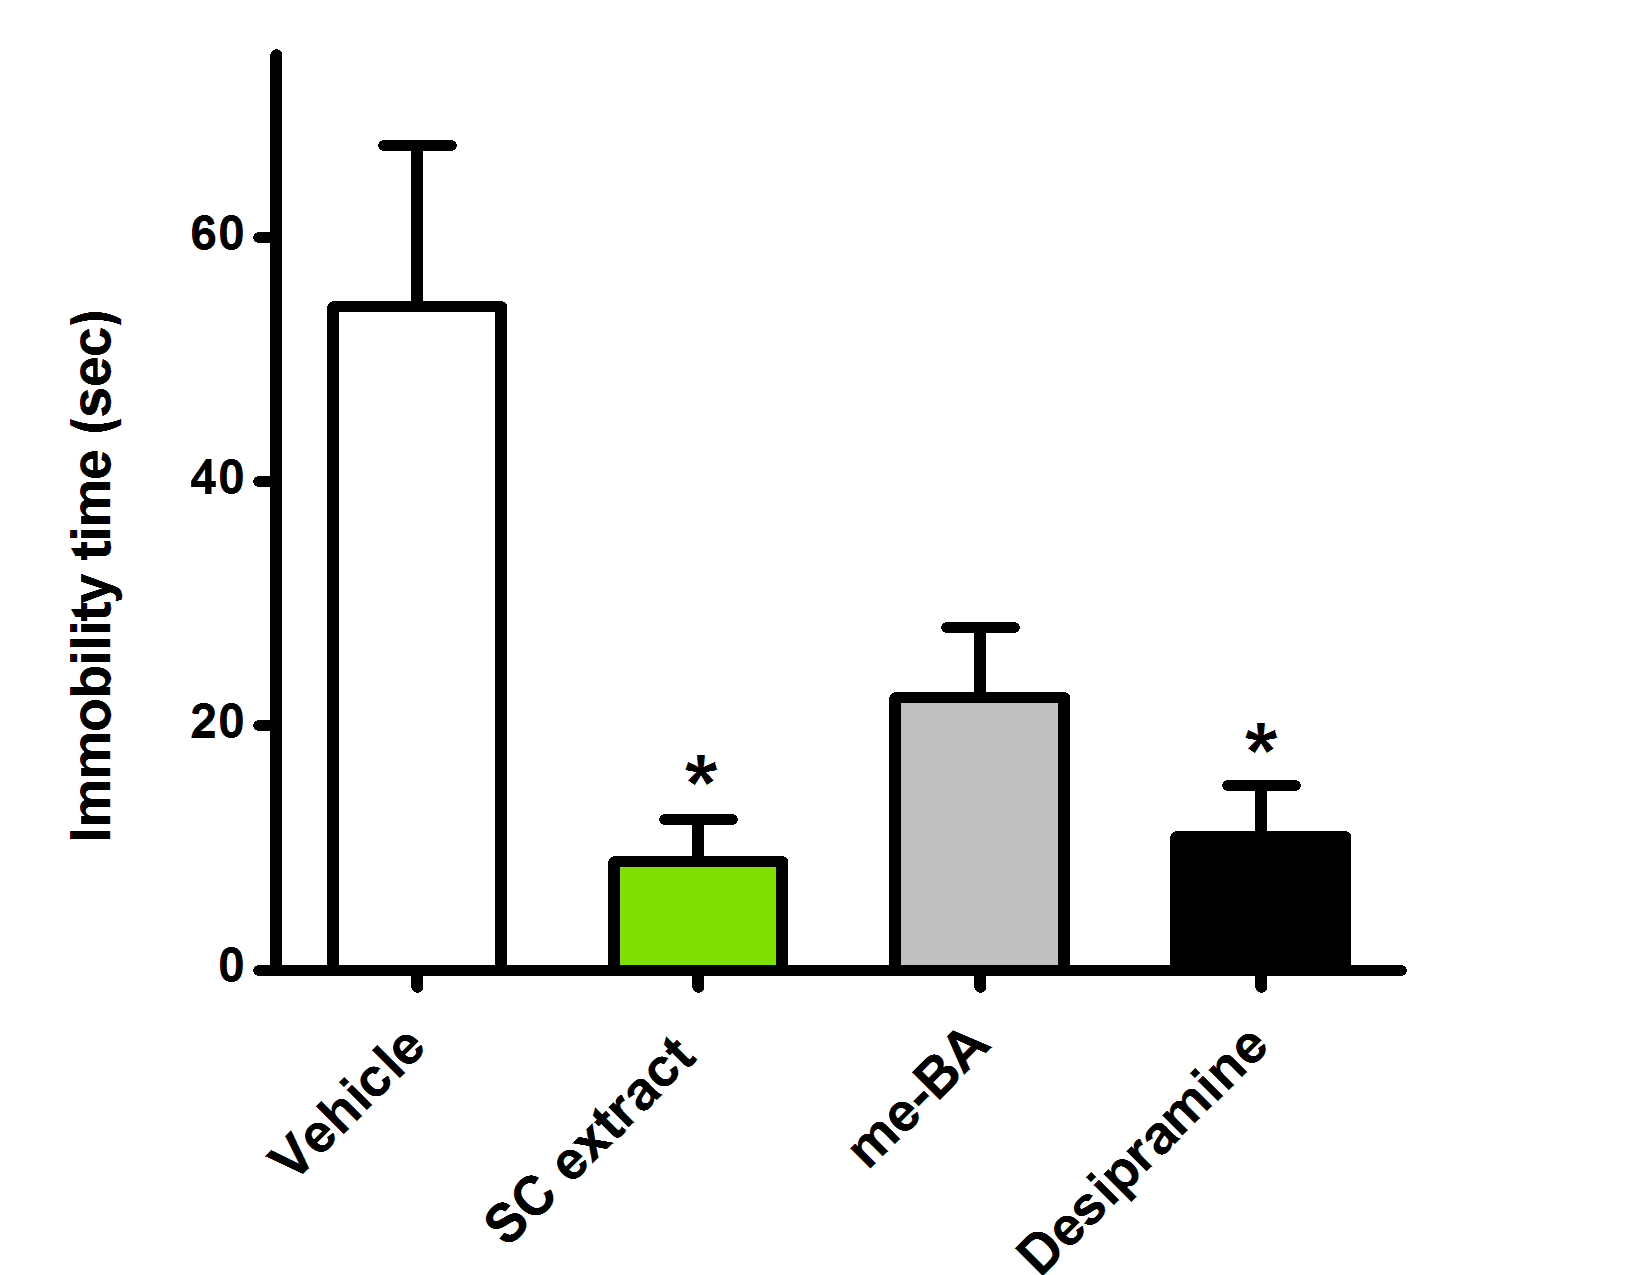 Immobility time (sec)
60
40
20
0
*
*
Vehicle
SC extract
me-BA
Desipramine